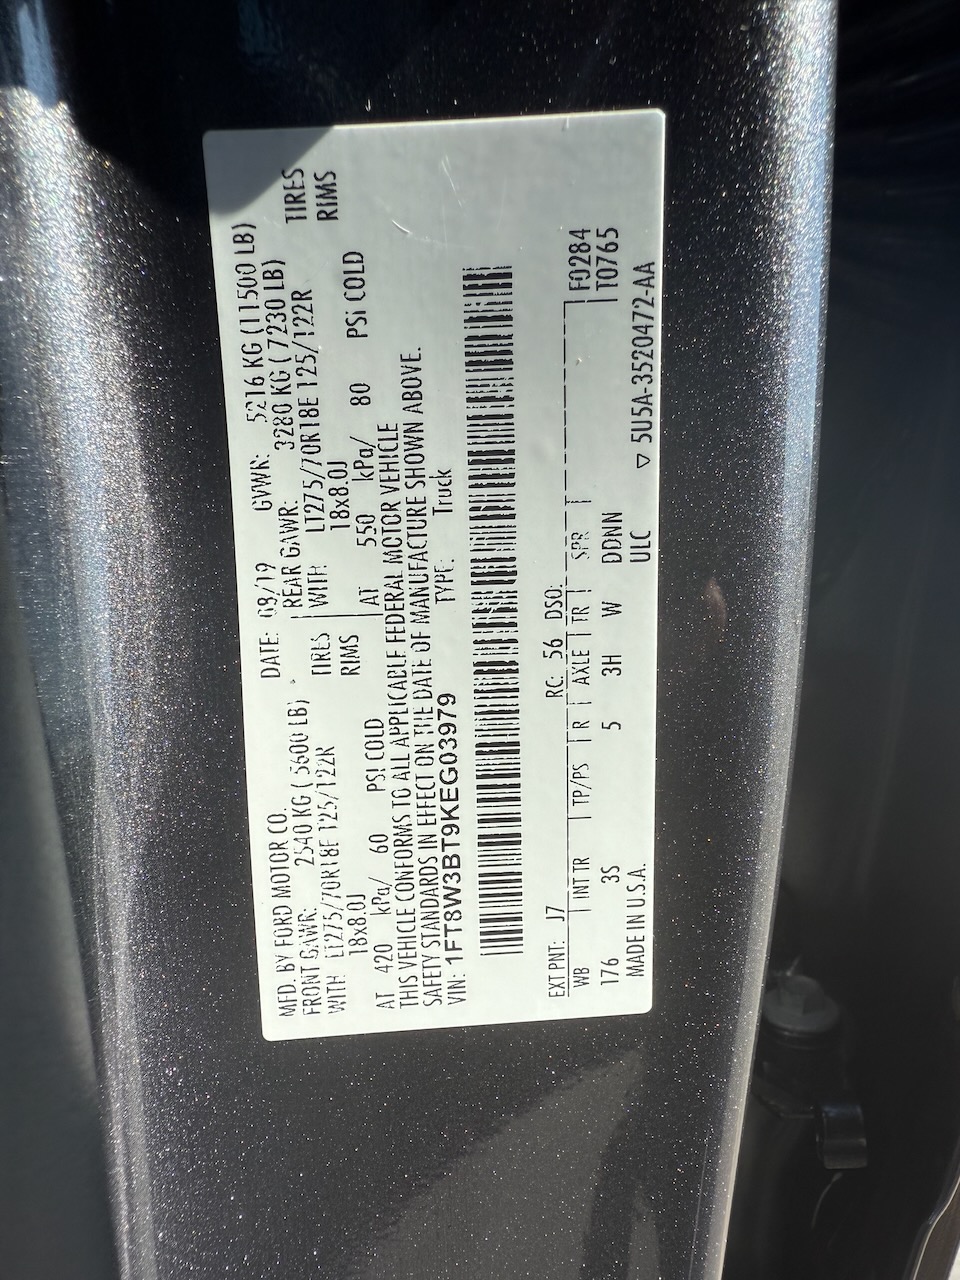 MFD. BY FORD MOTOR CO.
DATE: 08/19 GVWR: 5216 KG (11500 LB)
FRONT GAWR: 2540 KG (5600 LB)
REAR GAWR: 3280 KG (7230 LB)
WITH LT275/70R18E 125/122R TIRES
WITH LT275/70R18E 125/122R TIRES
18x8.0J RIMS
18x8.0J RIMS
AT 420 kPa/ 60 PSI COLD
AT 550 kPa/ 80 PSI COLD
THIS VEHICLE CONFORMS TO ALL APPLICABLE FEDERAL MOTOR VEHICLE
SAFETY STANDARDS IN EFFECT ON THE DATE OF MANUFACTURE SHOWN ABOVE.
VIN: 1FT8W3BT9KEG03979
TYPE: Truck
EXT PNT: J7 RC: 56 DSO:
WB INT TR TP/PS R AXLE TR SPR F0284
176 3S 5 3H W DDNN T0765
MADE IN U.S.A. ULC ▽ 5U5A-3520472-AA